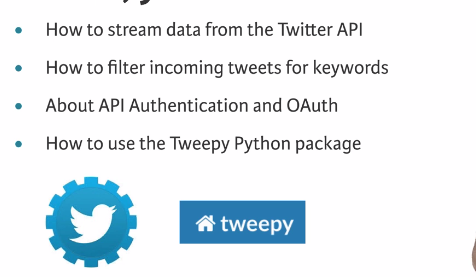 How to stream data from the Twitter API
How to filter incoming tweets for keywords
About API Authentication and OAuth
How to use the Tweepy Python package
tweepy